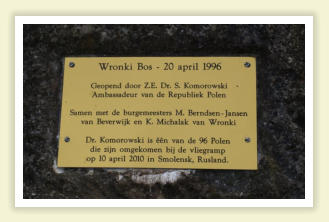 Wronki Bos - 20 april 1996
Geopend door Z.E. Dr. S. Komorowski
Ambassadeur van de Republiek Polen
Samen met de burgemeesters M. Berndsen-Jansen
van Beverwijk en K. Michalak van Wronki
Dr. Komorowski is één van de 96 Polen
die zijn omgekomen bij de vliegramp
op 10 april 2010 in Smolensk, Rusland.